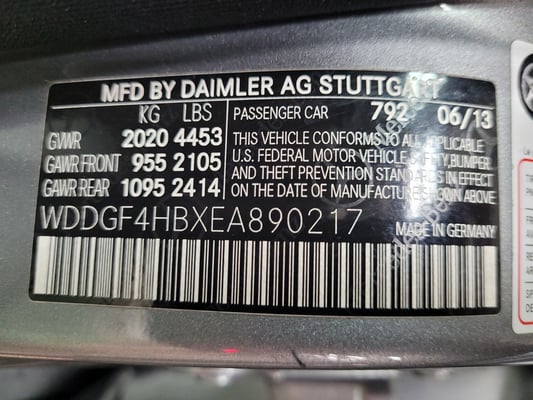 MFD BY DAIMLER AG STUTTGART
KG LBS
PASSENGER CAR 792 06/13
GVWR 2020 4453
GAWR FRONT 955 2105
GAWR REAR 1095 2414
THIS VEHICLE CONFORMS TO ALL APPLICABLE
U.S. FEDERAL MOTOR VEHICLE SAFETY, BUMPER
AND THEFT PREVENTION STANDARDS IN EFFECT
ON THE DATE OF MANUFACTURE SHOWN ABOVE.
WDDGF4HBXEA890217
MADE IN GERMANY